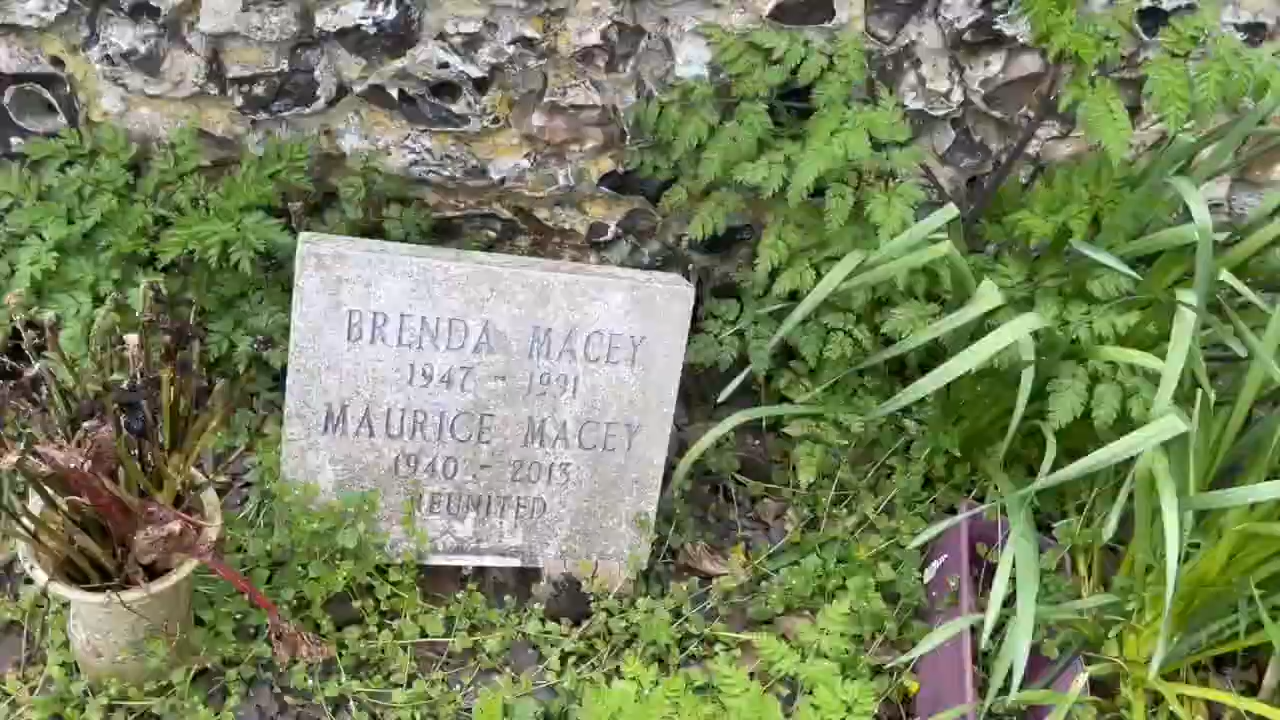 BRENDA MACEY
1947 - 1991
MAURICE MACEY
1940 - 2013
REUNITED